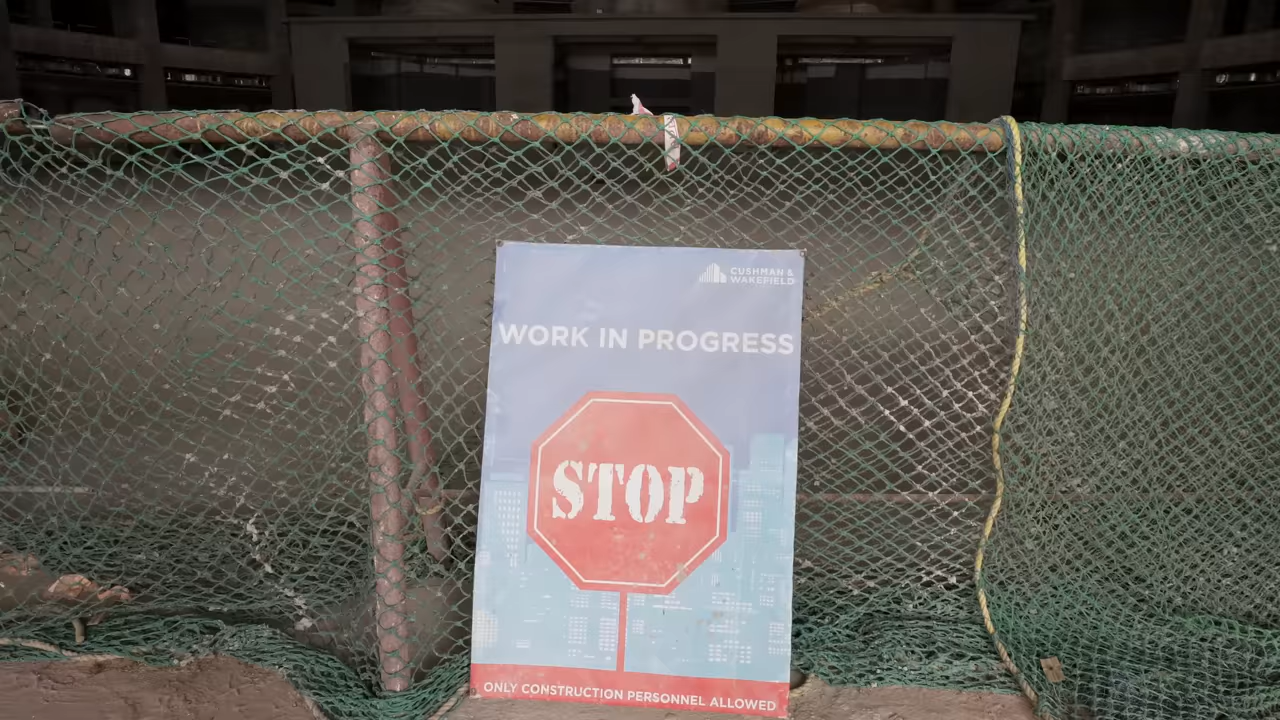 CUSHMAN &
WAKEFIELD
WORK IN PROGRESS
STOP
ONLY CONSTRUCTION PERSONNEL ALLOWED